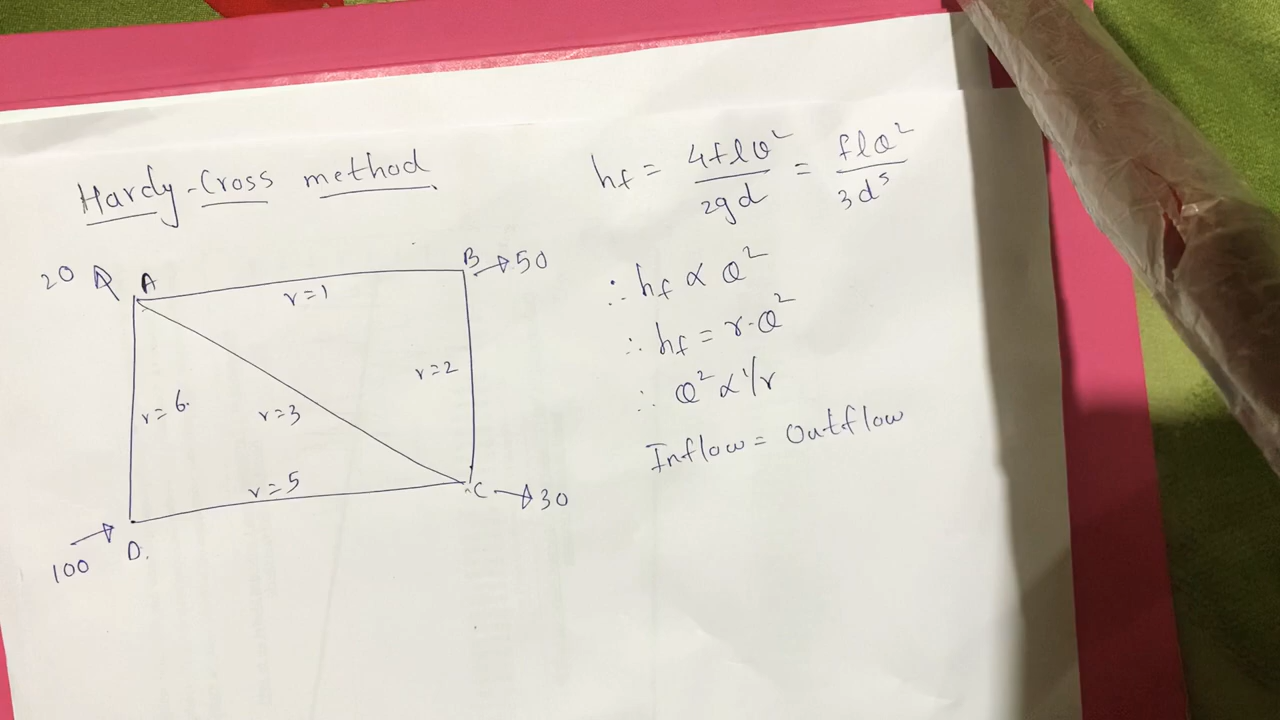 Hardy-Cross method
hf = 4flQ²/2gd = flQ²/3d⁵
∴ hf ∝ Q²
∴ hf = r·Q²
∴ Q² ∝ 1/r
Inflow = Outflow
20
A
B
50
r=1
r=2
r=6
r=3
r=5
C
30
100
D.